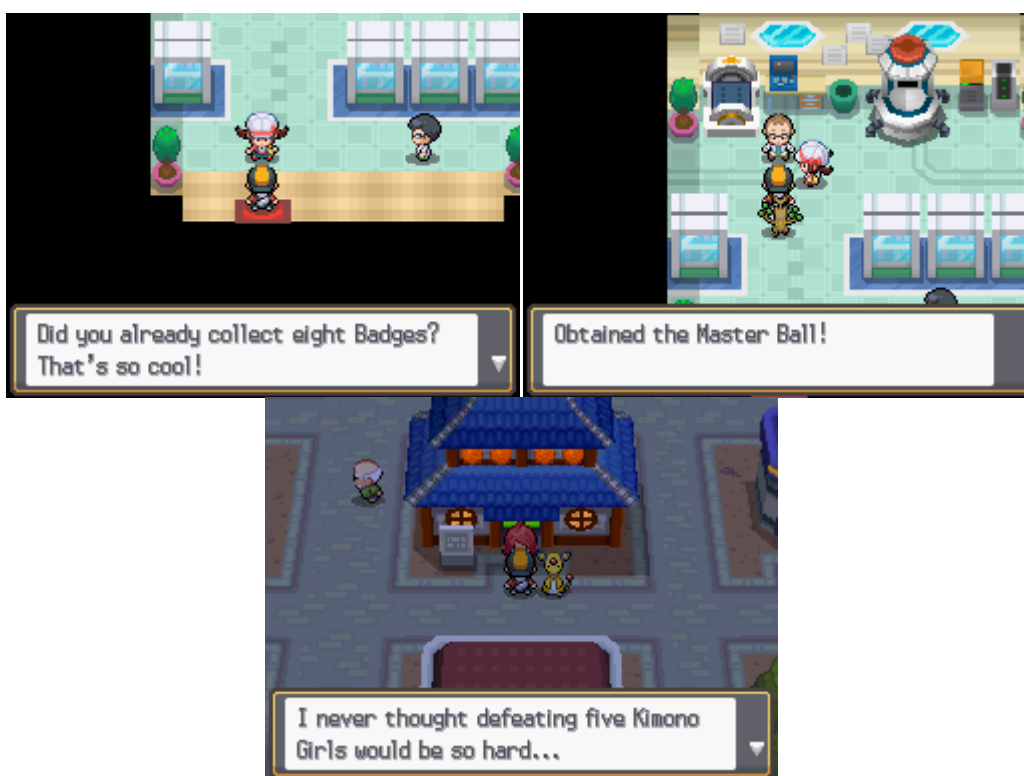 Did you already collect eight Badges?
That's so cool!
Obtained the Master Ball!
I never thought defeating five Kimono
Girls would be so hard...